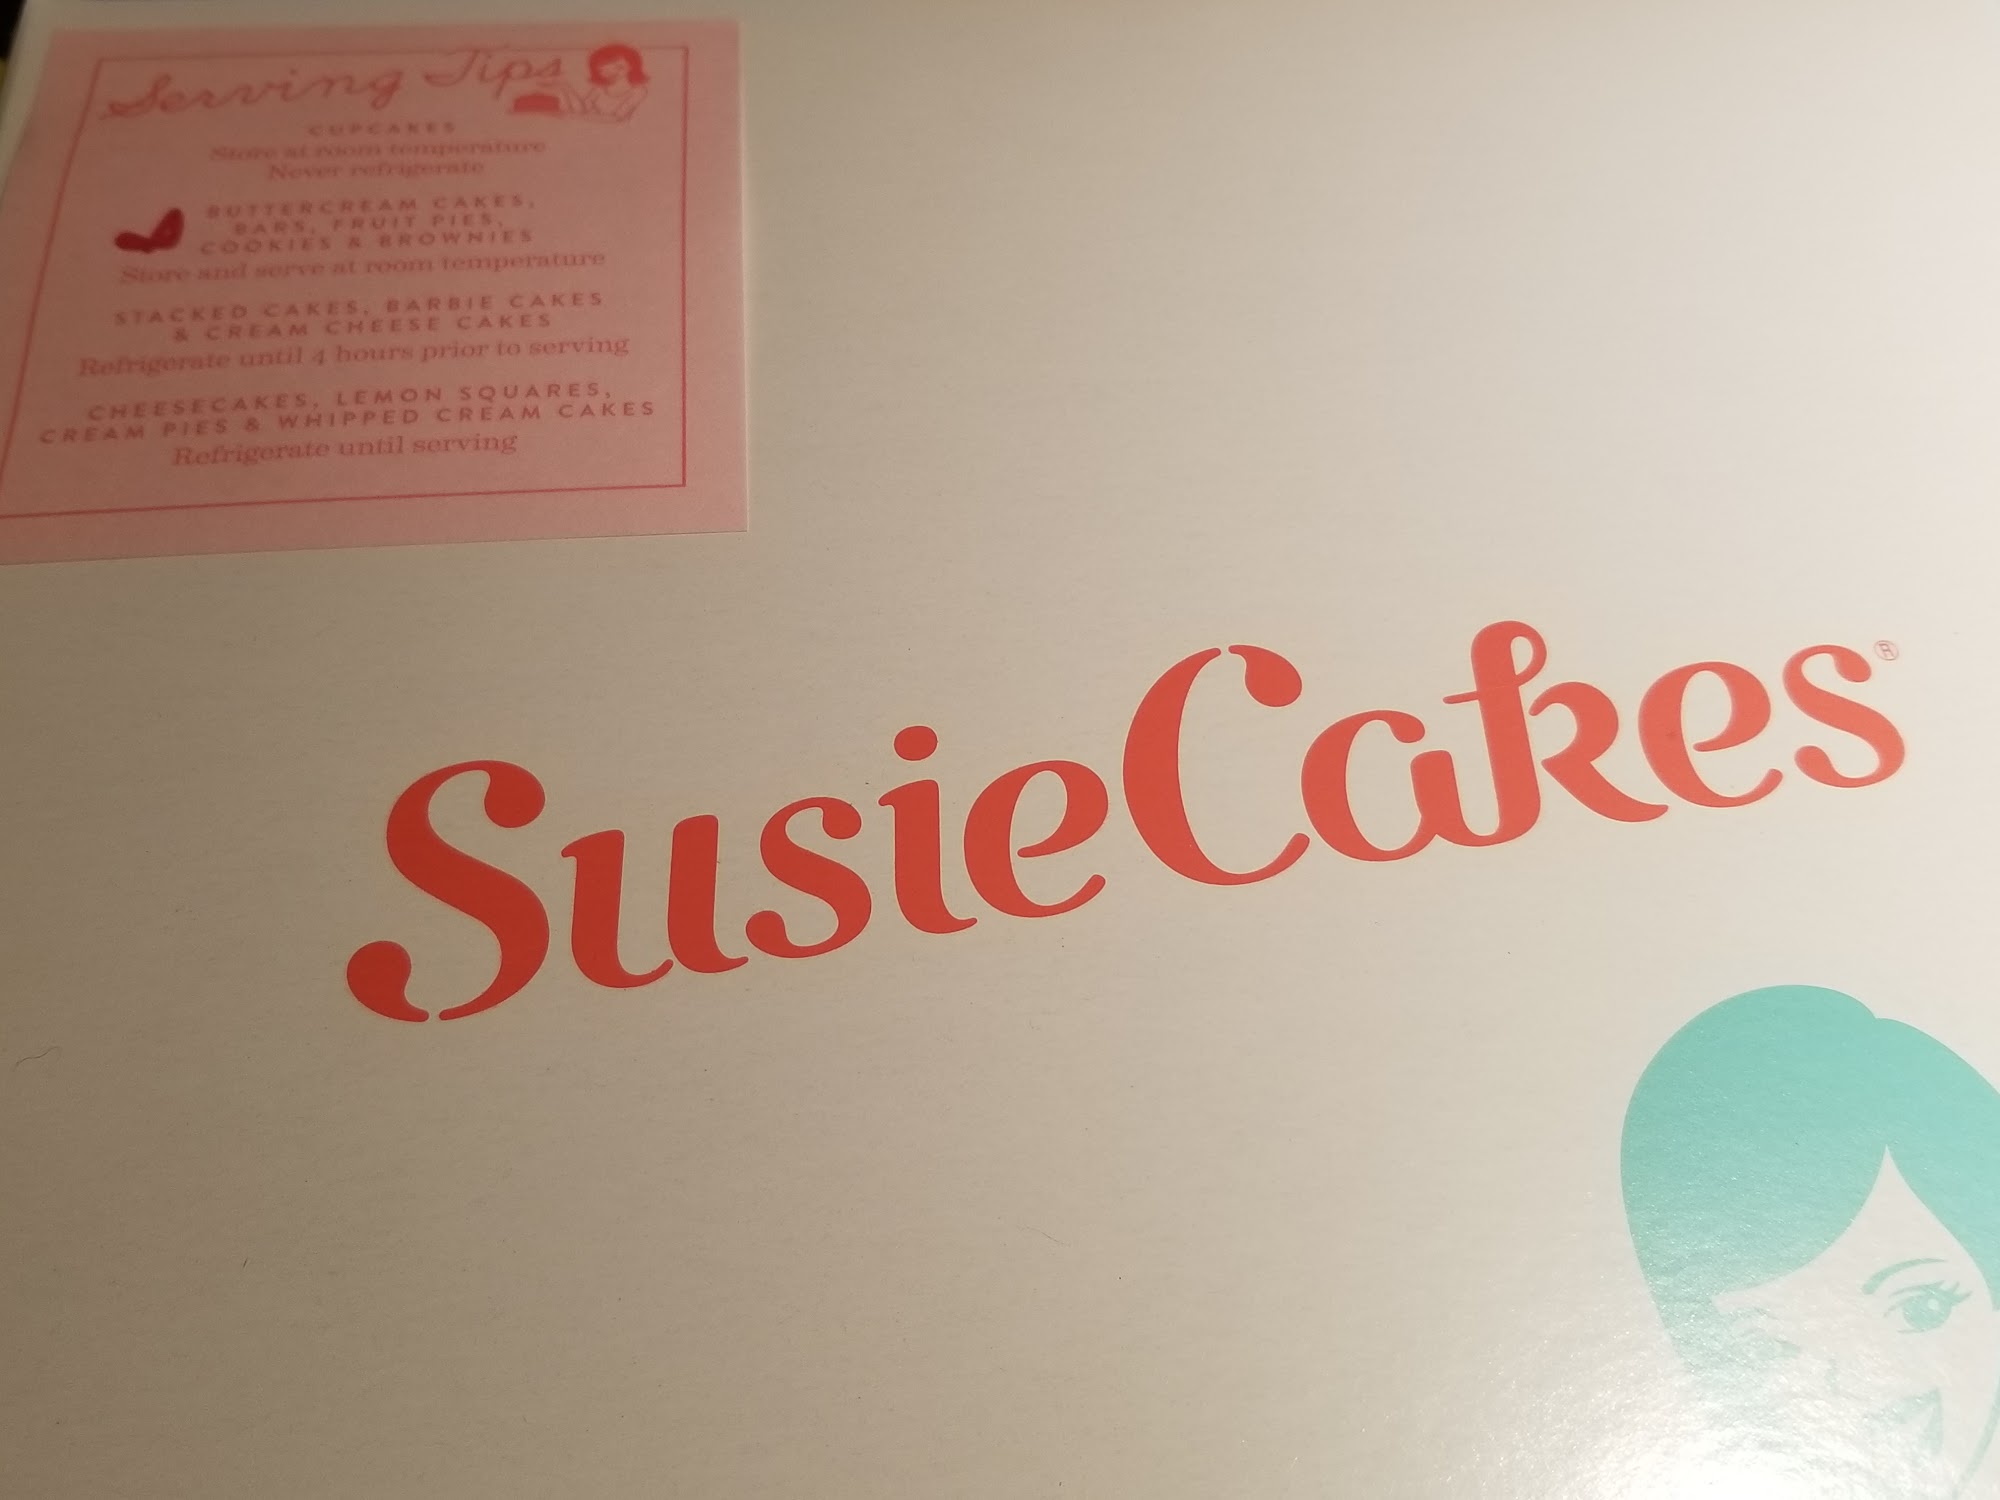 Serving Tips
CUPCAKES
Store at room temperature
Never refrigerate
BUTTERCREAM CAKES,
BARS, FRUIT PIES,
COOKIES & BROWNIES
Store and serve at room temperature
STACKED CAKES, BARBIE CAKES
& CREAM CHEESE CAKES
Refrigerate until 4 hours prior to serving
CHEESECAKES, LEMON SQUARES,
CREAM PIES & WHIPPED CREAM CAKES
Refrigerate until serving
SusieCakes®